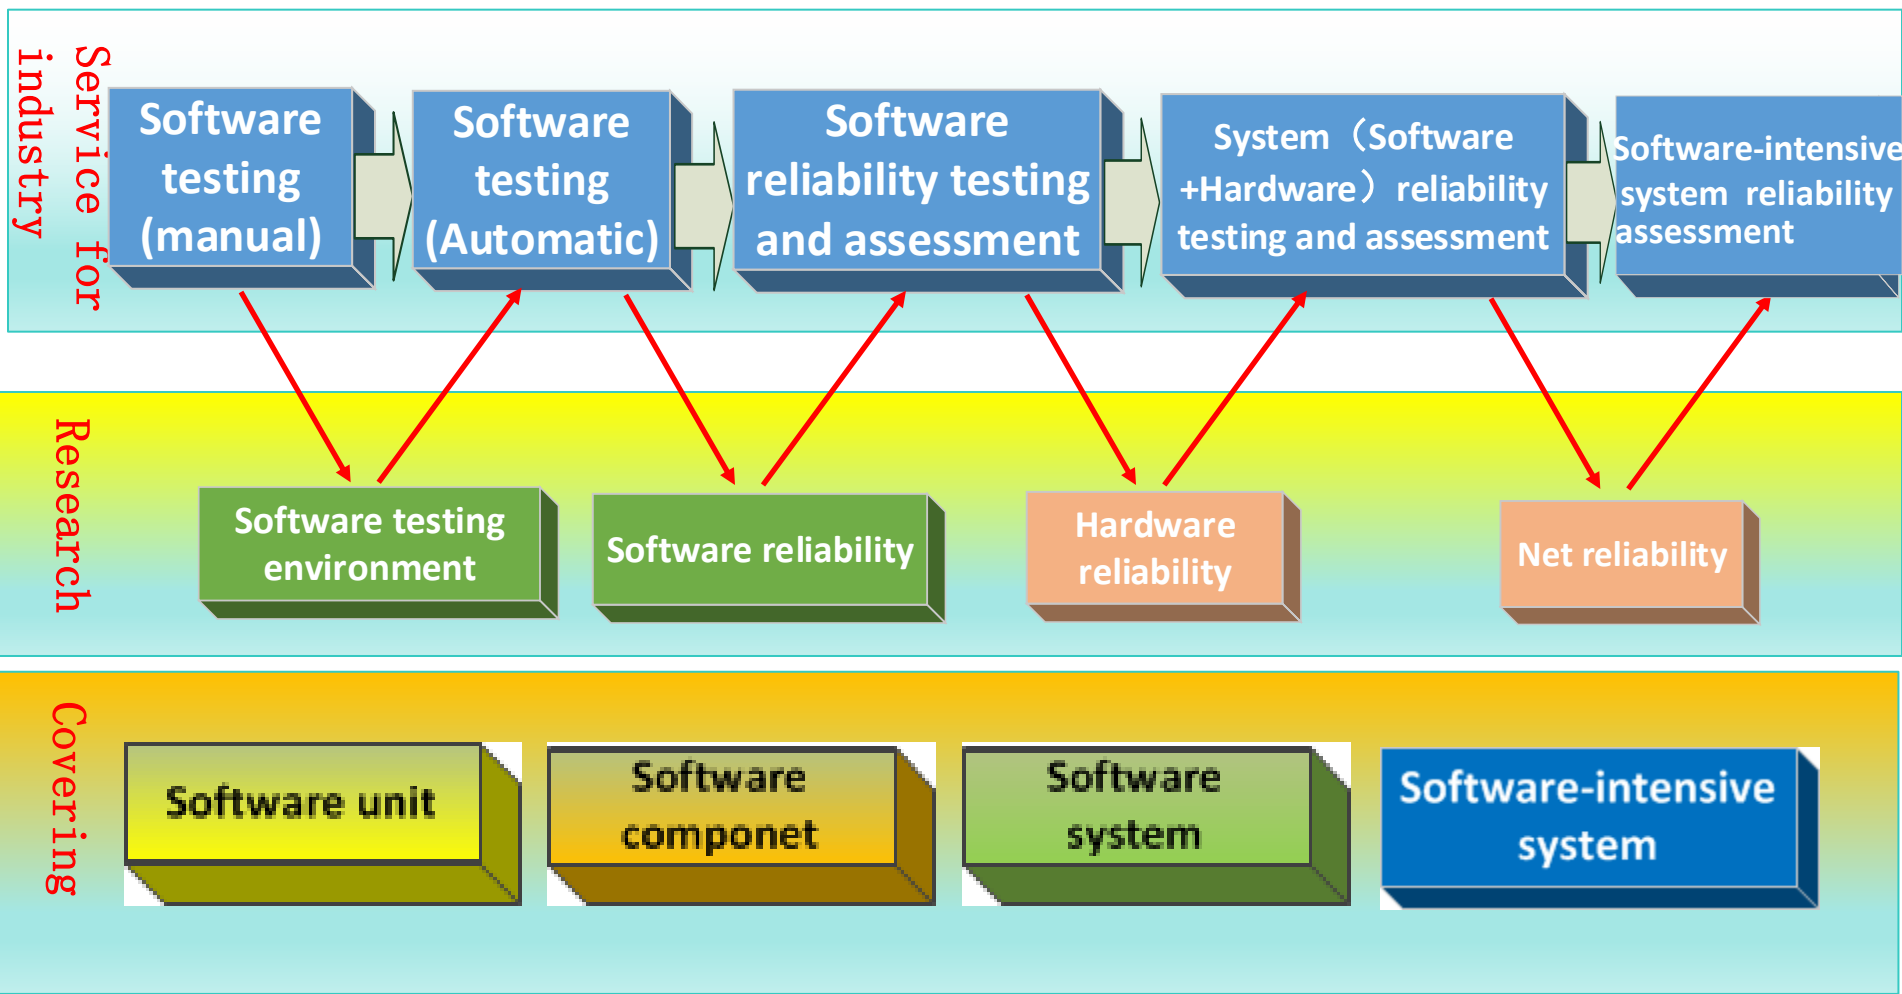 Service for
industry
Software
testing
(manual)
Software
testing
(Automatic)
Software
reliability testing
and assessment
System（Software
+Hardware）reliability
testing and assessment
Software-intensive
system reliability
assessment
Research
Software testing
environment
Software reliability
Hardware
reliability
Net reliability
Covering
Software unit
Software
componet
Software
system
Software-intensive
system